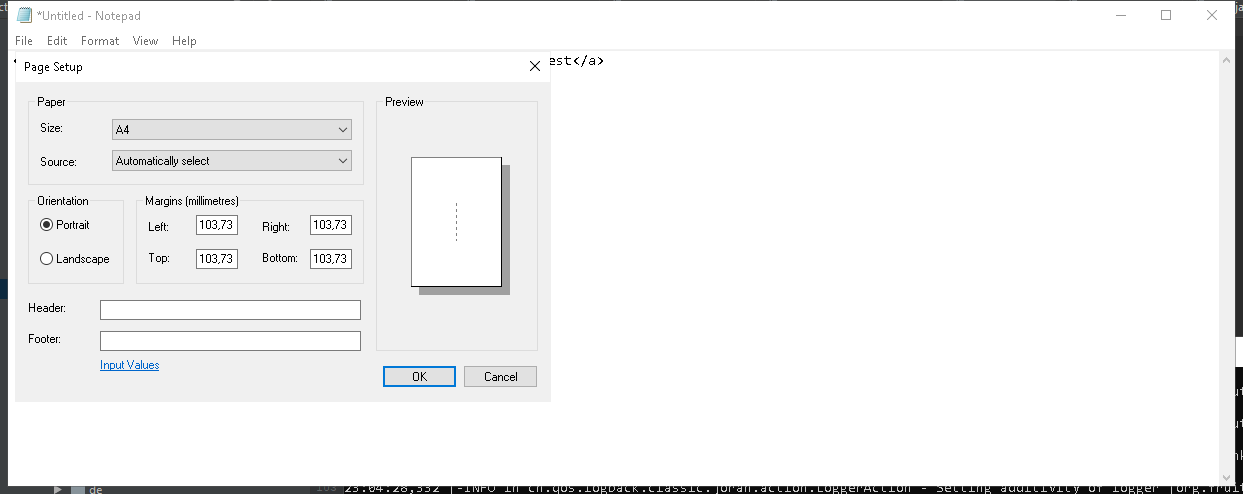 *Untitled - Notepad
File Edit Format View Help
est</a>
Page Setup
Paper
Size: A4
Source: Automatically select
Orientation
Portrait
Landscape
Margins (millimetres)
Left: 103,73 Right: 103,73
Top: 103,73 Bottom: 103,73
Header:
Footer:
Input Values
Preview
OK Cancel
de
23:04:28,332 |-INFO in ch.qos.logback.classic.joran.action.LoggerAction - Setting additivity of logger